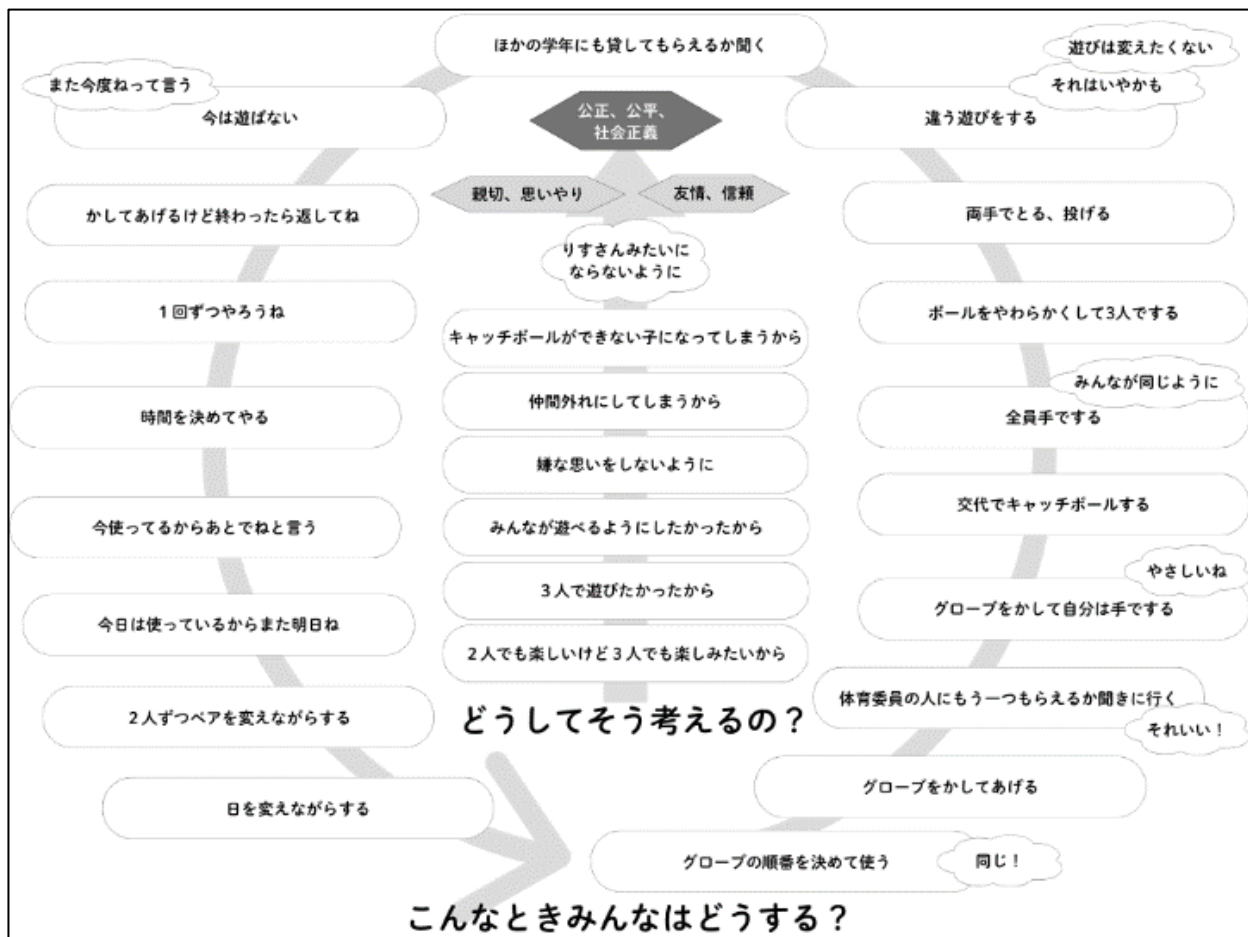 ほかの学年にも貸してもらえるか聞く
また今度ねって言う
今は遊ばない
遊びは変えたくない
それはいやかも
違う遊びをする
公正、公平、
社会正義
親切、思いやり
友情、信頼
かしてあげるけど終わったら返してね
1回ずつやろうね
時間を決めてやる
今使ってるからあとでねと言う
今日は使っているからまた明日ね
2人ずつペアを変えながらする
日を変えながらする
りすさんみたいに
ならないように
キャッチボールができない子になってしまうから
仲間外れにしてしまうから
嫌な思いをしないように
みんなが遊べるようにしたかったから
3人で遊びたかったから
2人でも楽しいけど3人でも楽しみたいから
どうしてそう考えるの?
両手でとる、投げる
ボールをやわらかくして3人でする
みんなが同じように
全員手でする
交代でキャッチボールする
やさしいね
グローブをかして自分は手でする
体育委員の人にもう一つもらえるか聞きに行く
それいい!
グローブをかしてあげる
グローブの順番を決めて使う
同じ!
こんなときみんなはどうする?